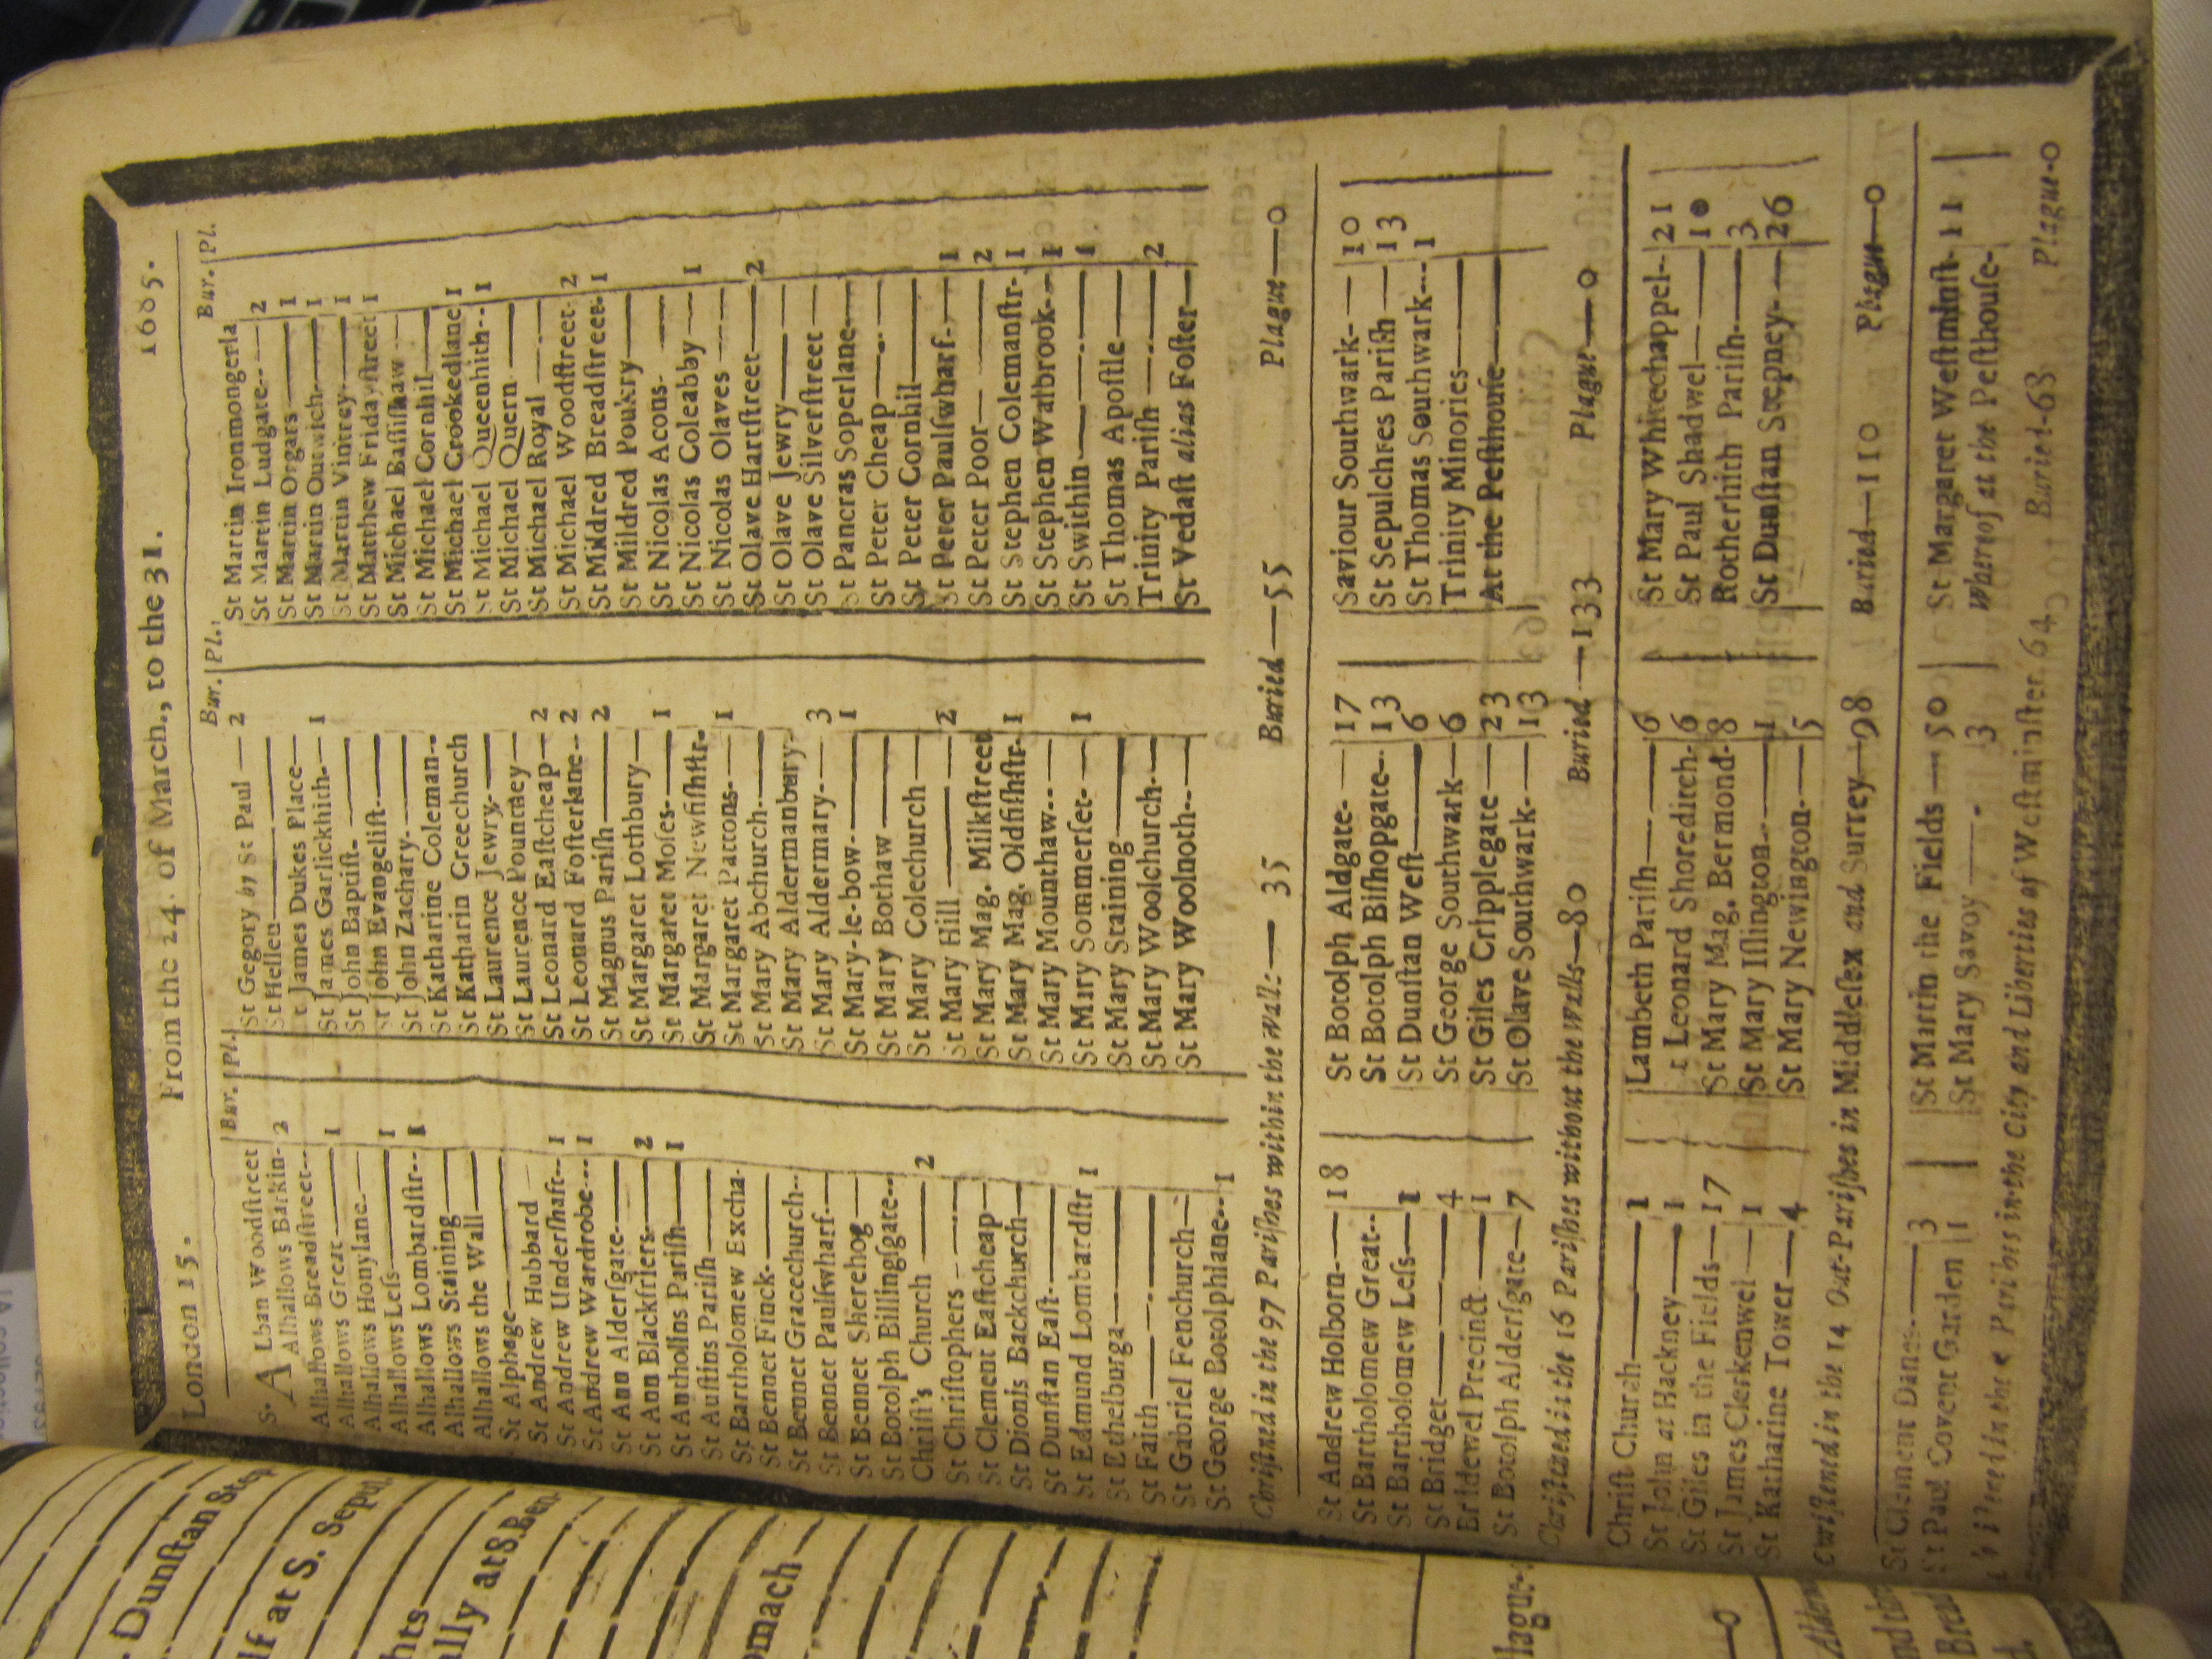 London 15. From the 24. of March., to the 31. 1685.
Bur. Pl.
S. ALban Woodſtreet
Alhallows Barkin- 2
Alhallows Breadſtreet---
Alhallows Great—— 1
Alhallows Honylane.—
Alhallows Leſs—— 1
Alhallows Lombardſtr-- 1
Alhallows Staining——
Alhallows the Wall——
St Alphage——
St Andrew Hubbard —
St Andrew Underſhaft-- 1
St Andrew Wardrobe--- 1
St Ann Alderſgate-——
St Ann Blackfriers-—— 2
St Antholins Pariſh—— 1
St Auſtins Pariſh——
St Bartholomew Excha-
St Bennet Finck-——
St Bennet Gracechurch--
St Bennet Paulſwharf-—
St Bennet Sherehog——
St Botolph Billingſgate--
Chriſt's Church —— 2
St Chriſtophers —.—
St Clement Eaſtcheap—
St Dionis Backchurch—
St Dunſtan Eaſt-——
St Edmund Lombardſtr 1
St Ethelburga——
St Faith——.——
St Gabriel Fenchurch—
St George Botolphlane-- 1
Bur. Pl.
St Gegory by St Paul — 2
St Hellen——
St James Dukes Place—
St James Garlickhith-— 1
St John Baptiſt-——
St John Evangeliſt-——
St John Zachary-——
St Katharine Coleman--
St Katharin Creechurch
St Laurence Jewry-——
St Laurence Pountney—
St Leonard Eaſtcheap— 2
St Leonard Foſterlane-- 2
St Magnus Pariſh—— 2
St Margaret Lothbury—
St Margaret Moſes-—— 1
St Margaret Newfiſhſtr-
St Margaret Pattons-— 1
St Mary Abchurch-——
St Mary Aldermanbury-
St Mary Aldermary-— 3
St Mary-le-bow-—— 1
St Mary Bothaw——
St Mary Colechurch —
St Mary Hill —— 2
St Mary Mag. Milkſtreet
St Mary Mag. Oldfiſhſtr- 1
St Mary Mounthaw--—
St Mary Sommerſet-— 1
St Mary Staining——
St Mary Woolchurch-—
St Mary Woolnoth--—
Bur. Pl.
St Martin Ironmongerla
St Martin Ludgate--— 2
St Martin Orgars—— 1
St Martin Outwich-— 1
St Martin Vintrey-— 1
St Matthew Fridayſtreet 1
St Michael Baſſiſhaw —
St Michael Cornhil——
St Michael Crookedlane 1
St Michael Queenhith-- 1
St Michael Quern ——
St Michael Royal —.—
St Michael Woodſtreet- 2
St Mildred Breadſtreet- 1
St Mildred Poultry——
St Nicolas Acons- ——
St Nicolas Coleabby — 1
St Nicolas Olaves ——
St Olave Hartſtreet—— 2
St Olave Jewry——
St Olave Silverſtreet —
St Pancras Soperlane-—
St Peter Cheap——.—
St Peter Cornhil——
St Peter Paulſwharf-— 1
St Peter Poor—— 2
St Stephen Colemanſtr- 1
St Stephen Walbrook-— 1
St Swithin——.— 1
St Thomas Apoſtle——
Trinity Pariſh —.— 2
St Vedaſt alias Foſter—
Chriſtned in the 97 Pariſhes within the Walls— 35 Buried—55 Plague—0
St Andrew Holborn-— 18
St Bartholomew Great--
St Bartholomew Leſs— 1
St Bridget—— 4
Bridewel Precinct —— 1
St Botolph Alderſgate— 7
St Botolph Aldgate- — 17
St Botolph Biſhopgate-- 13
St Dunſtan Weſt—— 6
St George Southwark— 6
St Giles Cripplegate— 23
St Olave Southwark-— 13
Saviour Southwark-— 10
St Sepulchres Pariſh — 13
St Thomas Southwark-- 1
Trinity Minories——
At the Peſthouſe——
Chriſtned in the 16 Pariſhes without the Walls—80 Buried—133 Plague—0
Chriſt Church—— 1
St John at Hackney—— 1
St Giles in the Fields— 17
St James Clerkenwel— 1
St Katharine Tower — 4
Lambeth Pariſh—— 6
St Leonard Shoreditch- 6
St Mary Mag. Bermond- 8
St Mary Iſlington-—— 1
St Mary Newington-— 5
St Mary Whitechappel-- 21
St Paul Shadwel—— 10
Rotherhith Pariſh-—— 3
St Dunſtan Stepney-— 26
Chriſtened in the 14 Out-Pariſhes in Middleſex and Surrey—98 Buried—110 Plague—0
St Clement Danes-—— 3
St Paul Covent Garden 1
St Martin the Fields — 50
St Mary Savoy ——. 3
St Margaret Weſtminſt- 11
Whereof at the Peſthouſe-
Pariſhes in the City and Liberties of Weſtminſter, 64 Buried-68 Plague-0
Dunſtan Step
lf at S. Sepul
hts——
ally at S. Ben
omach——
lague-
—0
Alderm
and the
Bread
d.